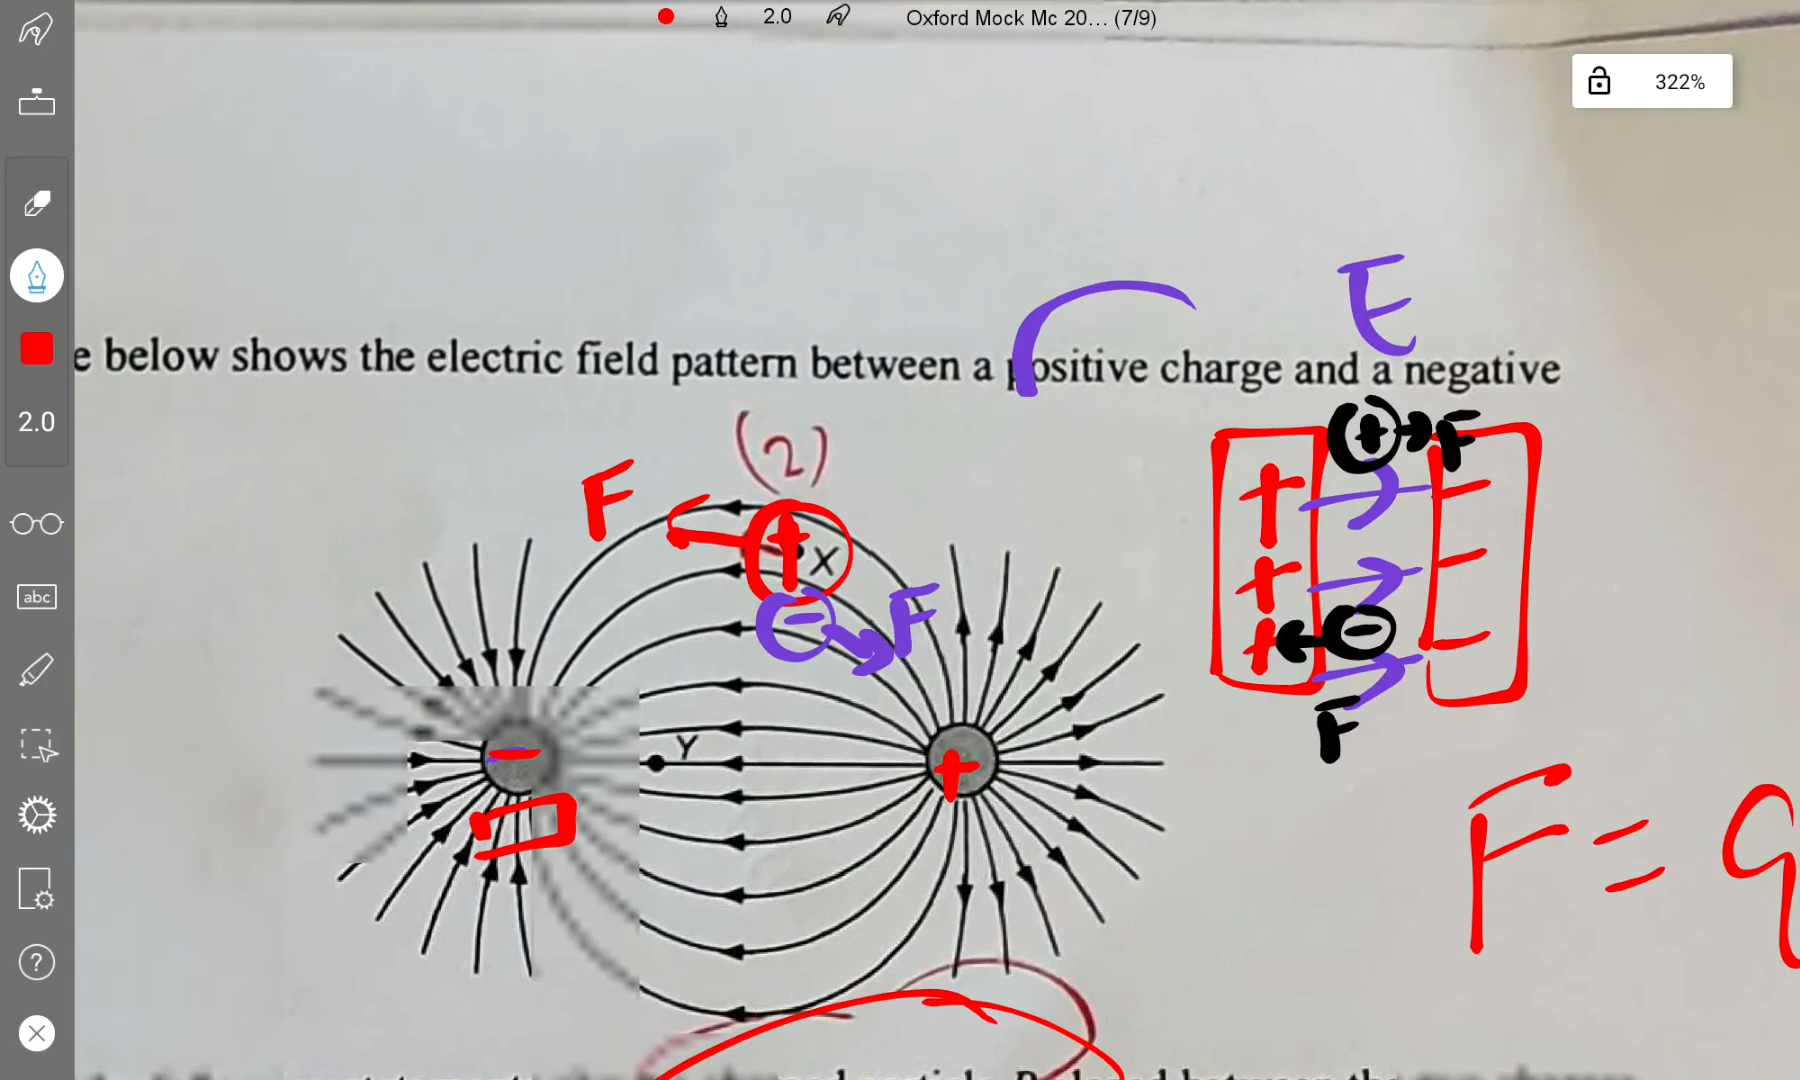 2.0 Oxford Mock Mc 20... (7/9)
322%
2.0
abc
?
E
e below shows the electric field pattern between a positive charge and a negative
(2)
F
+ X
− F
+ → F
+ −
+ −
+ − −
F
Y
− +
F = q